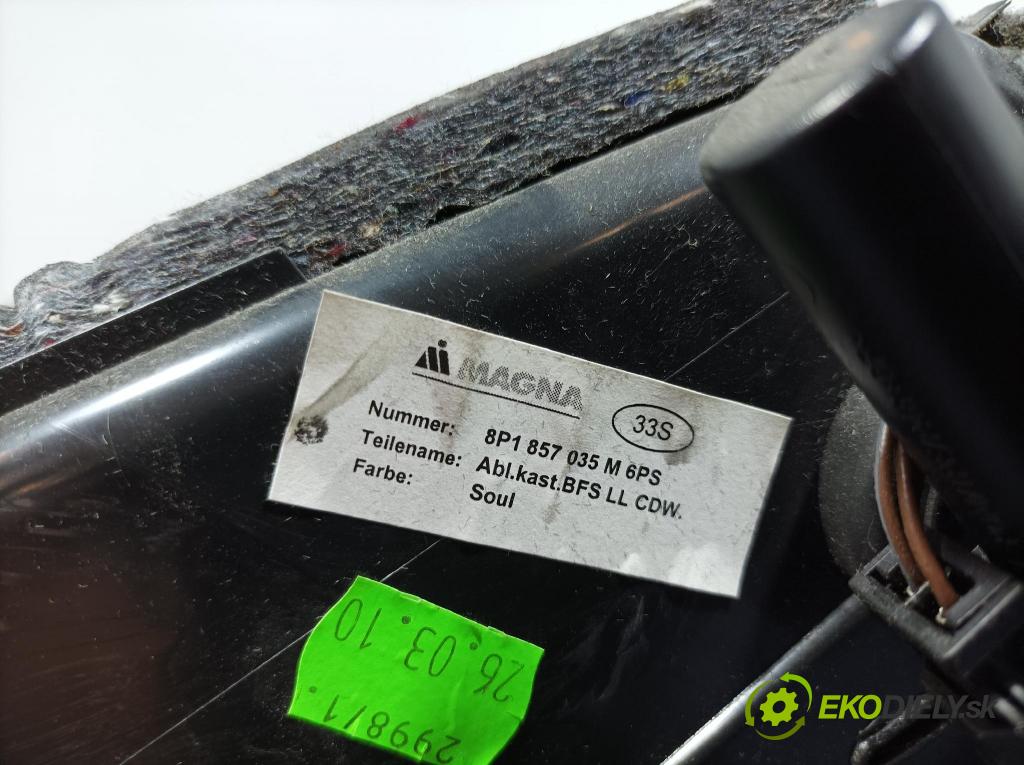 MAGNA
33S
Nummer: 8P1 857 035 M 6PS
Teilename: Abl.kast.BFS LL CDW.
Farbe: Soul
26.03.10
2998/1.
EKODIELY.sk